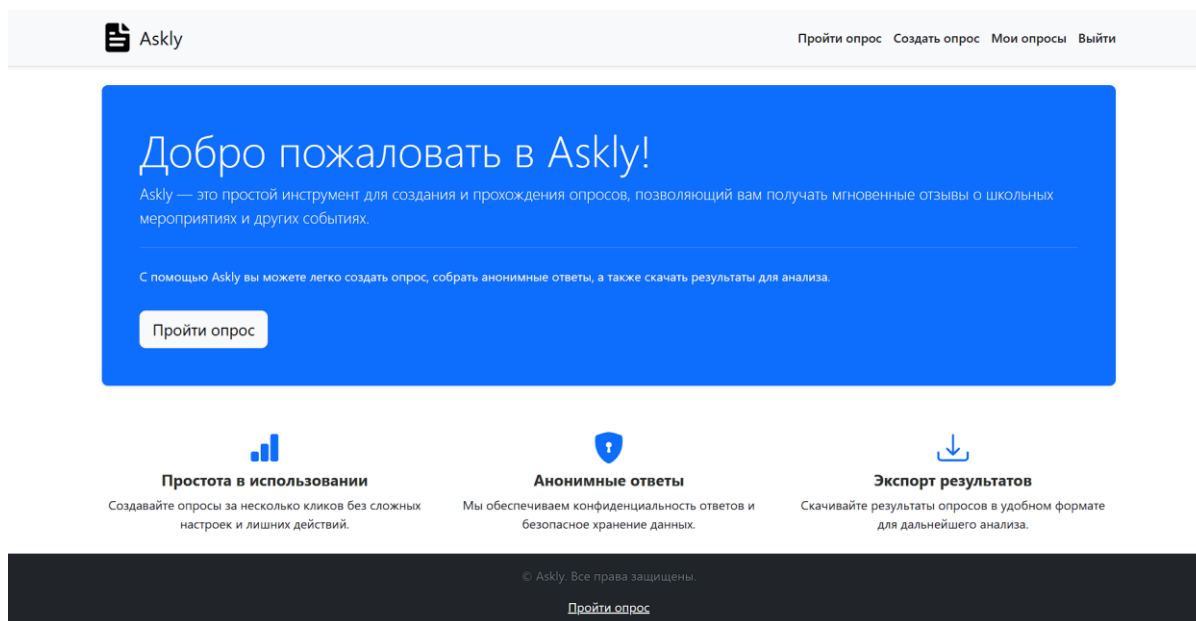 Askly
Пройти опрос Создать опрос Мои опросы Выйти
Добро пожаловать в Askly!
Askly — это простой инструмент для создания и прохождения опросов, позволяющий вам получать мгновенные отзывы о школьных
мероприятиях и других событиях.
С помощью Askly вы можете легко создать опрос, собрать анонимные ответы, а также скачать результаты для анализа.
Пройти опрос
Простота в использовании
Создавайте опросы за несколько кликов без сложных
настроек и лишних действий.
Анонимные ответы
Мы обеспечиваем конфиденциальность ответов и
безопасное хранение данных.
Экспорт результатов
Скачивайте результаты опросов в удобном формате
для дальнейшего анализа.
© Askly. Все права защищены.
Пройти опрос